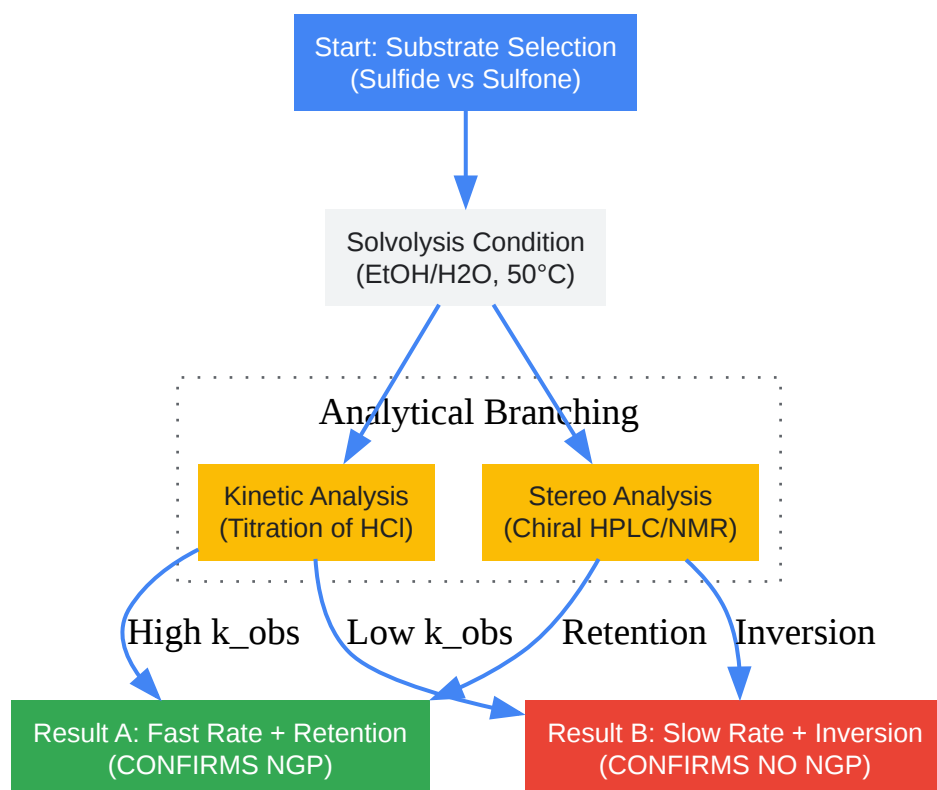 Start: Substrate Selection
(Sulfide vs Sulfone)
Solvolysis Condition
(EtOH/H2O, 50°C)
Analytical Branching
Kinetic Analysis
(Titration of HCl)
Stereo Analysis
(Chiral HPLC/NMR)
High k_obs
Low k_obs
Retention
Inversion
Result A: Fast Rate + Retention
(CONFIRMS NGP)
Result B: Slow Rate + Inversion
(CONFIRMS NO NGP)